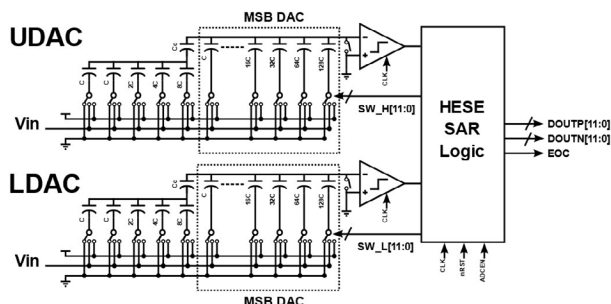 MSB DAC
UDAC
Cc
C
C
C
2C
4C
8C
16C
32C
64C
128C
CLK
SW_H[11:0]
Vin
HESE
SAR
Logic
DOUTP[11:0]
DOUTN[11:0]
EOC
LDAC
Cc
C
C
C
2C
4C
8C
16C
32C
64C
128C
CLK
SW_L[11:0]
Vin
CLK
nRST
ADCEN
MSB DAC